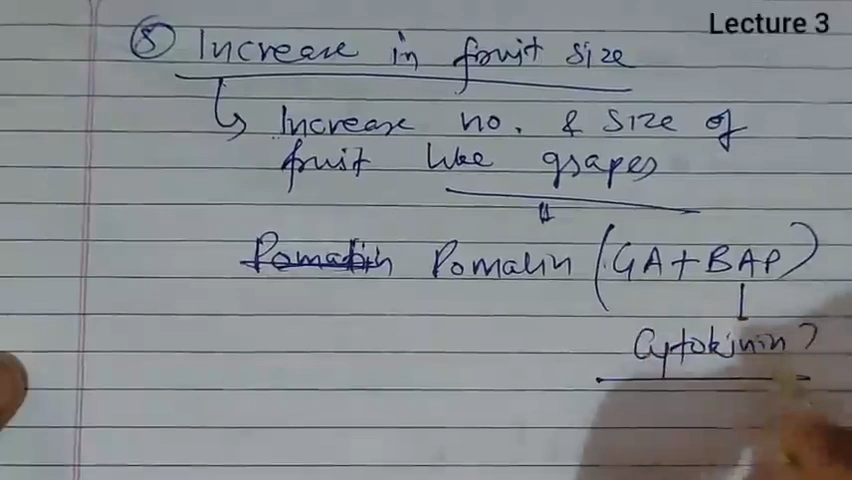 Lecture 3
⑧ Increase in fruit size
↳ Increase no. & size of
fruit like grapes
Pomalin Pomalin (GA+BAP)
Cytokinin)